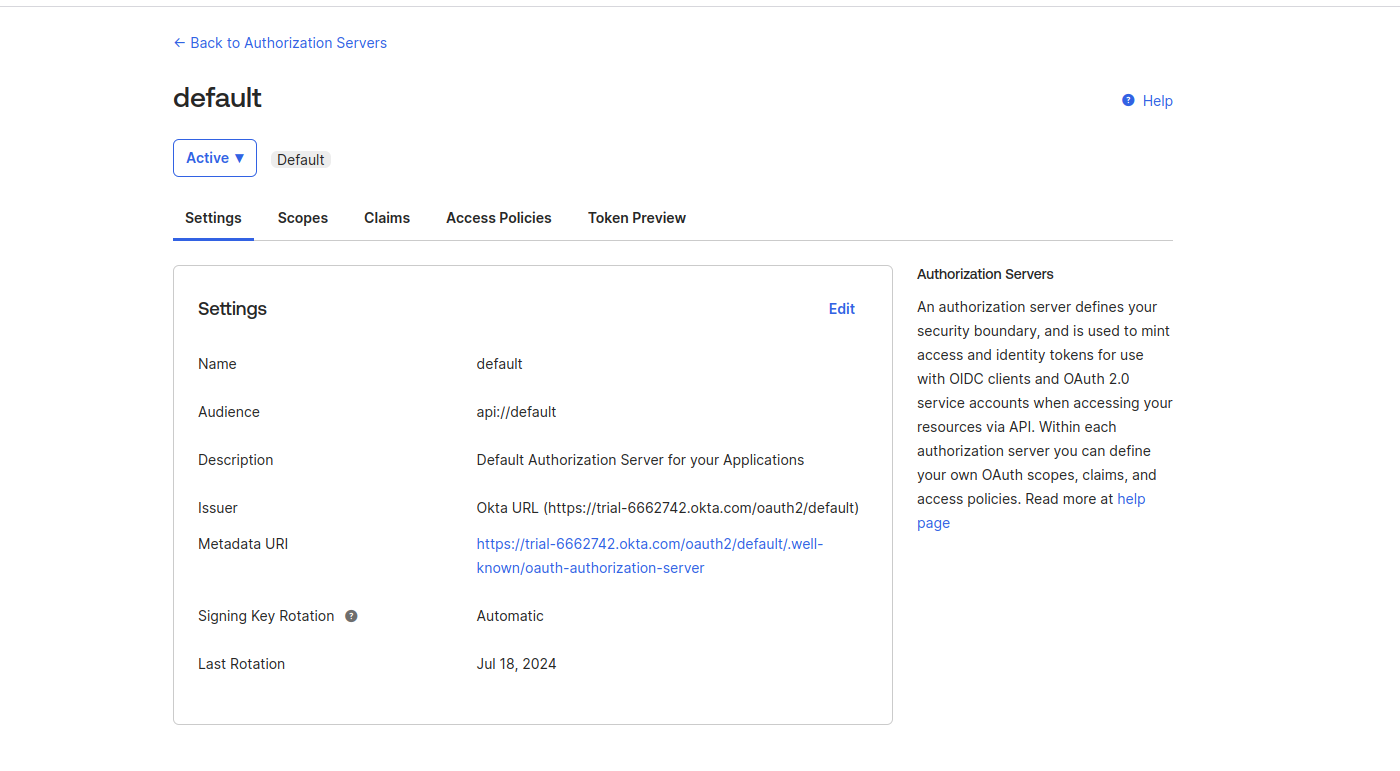 ← Back to Authorization Servers
default
? Help
Active ▼ Default
Settings Scopes Claims Access Policies Token Preview
Settings Edit
Name default
Audience api://default
Description Default Authorization Server for your Applications
Issuer Okta URL (https://trial-6662742.okta.com/oauth2/default)
Metadata URI https://trial-6662742.okta.com/oauth2/default/.well-
known/oauth-authorization-server
Signing Key Rotation ? Automatic
Last Rotation Jul 18, 2024
Authorization Servers
An authorization server defines your
security boundary, and is used to mint
access and identity tokens for use
with OIDC clients and OAuth 2.0
service accounts when accessing your
resources via API. Within each
authorization server you can define
your own OAuth scopes, claims, and
access policies. Read more at help
page